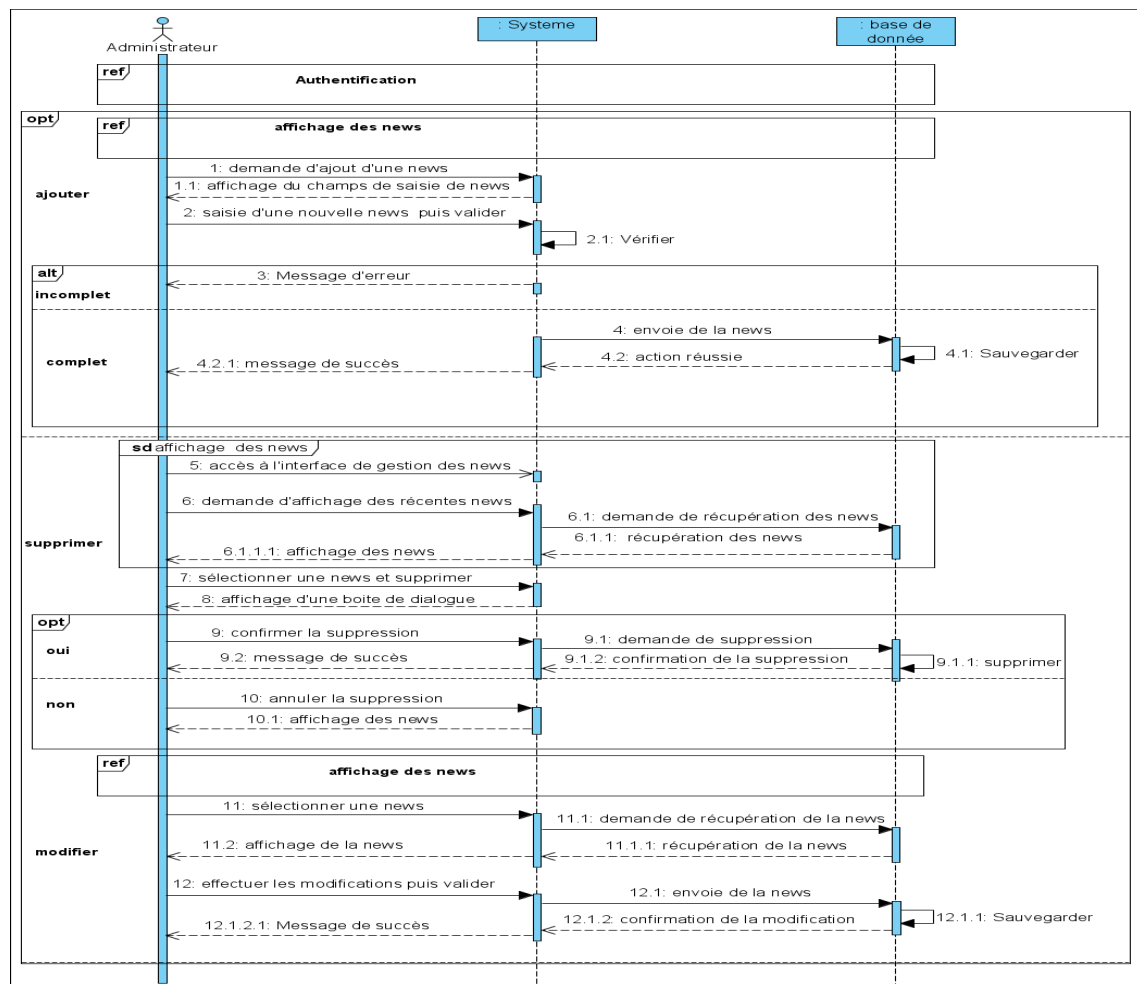 Administrateur
: Systeme
: base de
donnée
ref
Authentification
opt
ref
affichage des news
ajouter
1: demande d'ajout d'une news
1.1: affichage du champs de saisie de news
2: saisie d'une nouvelle news puis valider
2.1: Vérifier
alt
3: Message d'erreur
incomplet
4: envoie de la news
complet
4.1: Sauvegarder
4.2: action réussie
4.2.1: message de succès
sd affichage des news
5: accès à l'interface de gestion des news
6: demande d'affichage des récentes news
6.1: demande de récupération des news
supprimer
6.1.1: récupération des news
6.1.1.1: affichage des news
7: sélectionner une news et supprimer
8: affichage d'une boite de dialogue
opt
9: confirmer la suppression
9.1: demande de suppression
oui
9.2: message de succès
9.1.2: confirmation de la suppression
9.1.1: supprimer
non
10: annuler la suppression
10.1: affichage des news
ref
affichage des news
11: sélectionner une news
11.1: demande de récupération de la news
modifier
11.2: affichage de la news
11.1.1: récupération de la news
12: effectuer les modifications puis valider
12.1: envoie de la news
12.1.2: confirmation de la modification
12.1.1: Sauvegarder
12.1.2.1: Message de succès